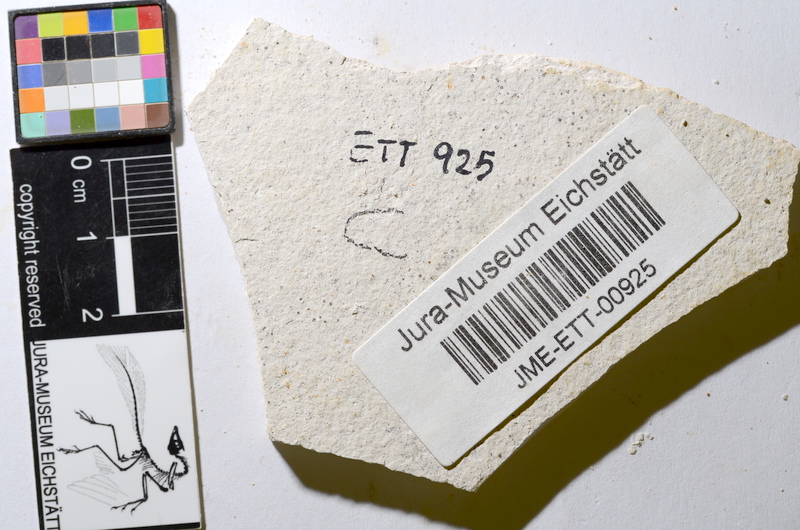 0 cm
1
2
copyright reserved
JURA-MUSEUM EICHSTÄTT
ETT 925
Jura-Museum Eichstätt
JME-ETT-00925